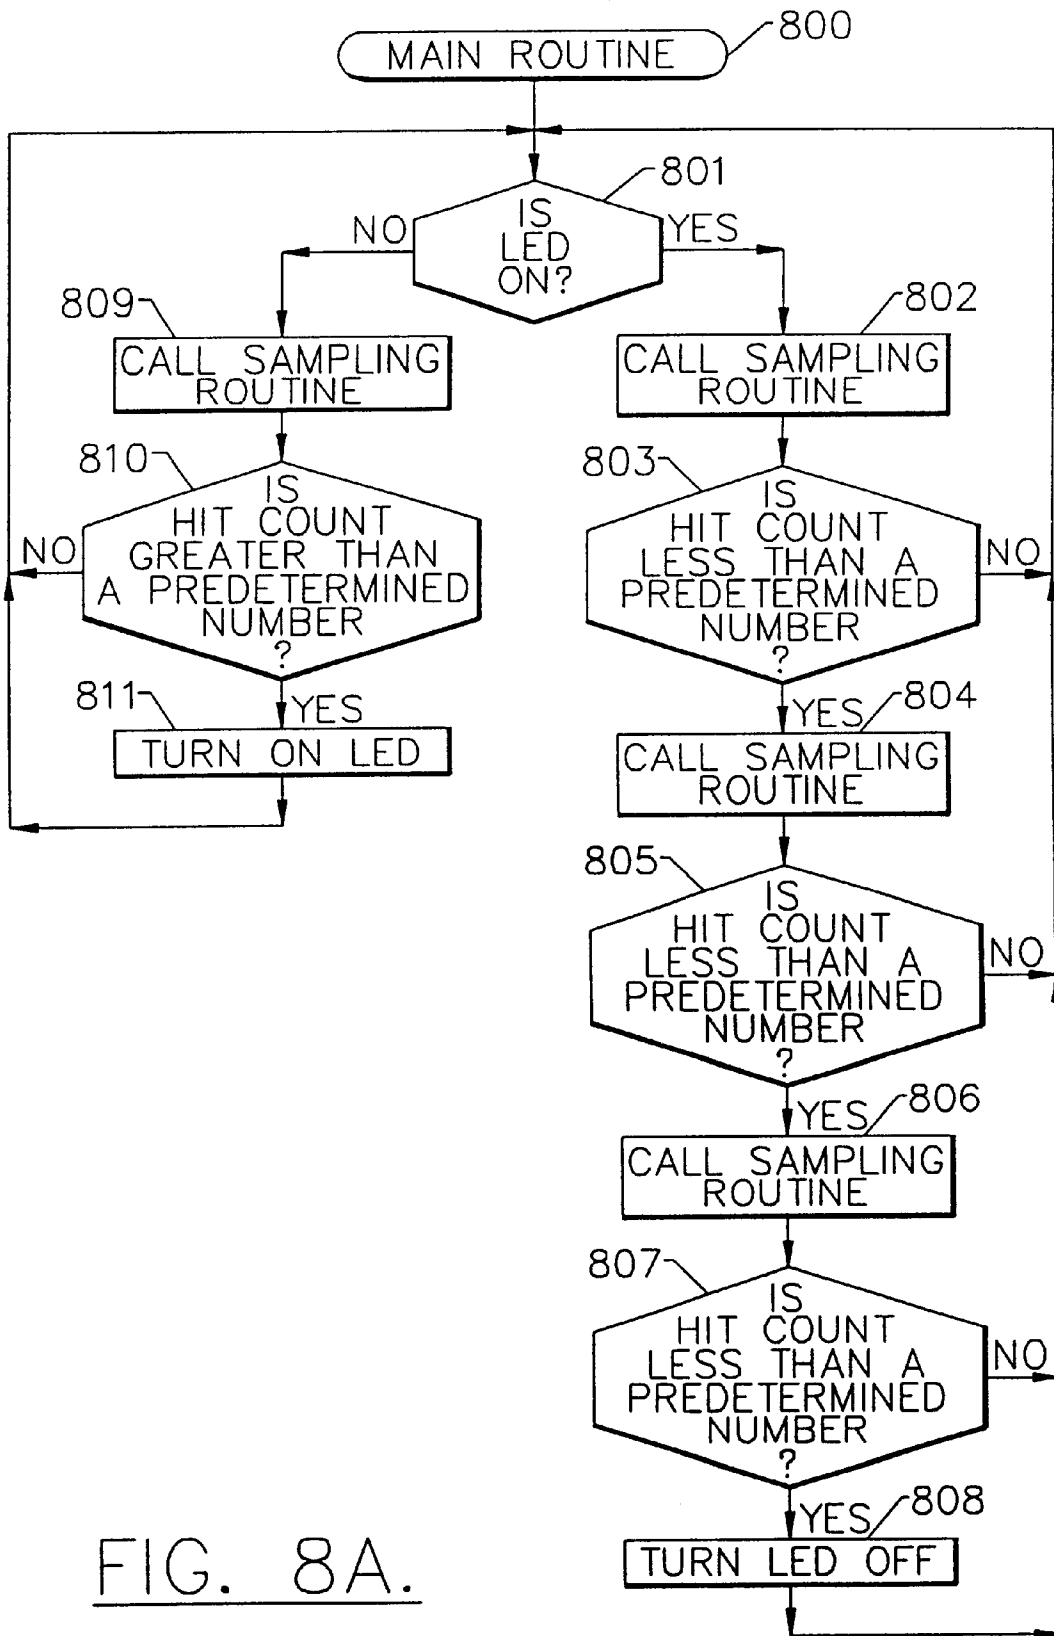 800
MAIN ROUTINE
801
IS
LED
ON?
NO
YES
809
CALL SAMPLING
ROUTINE
802
CALL SAMPLING
ROUTINE
810
IS
HIT COUNT
GREATER THAN
A PREDETERMINED
NUMBER
?
NO
YES
803
IS
HIT COUNT
LESS THAN A
PREDETERMINED
NUMBER
?
NO
YES
811
TURN ON LED
804
CALL SAMPLING
ROUTINE
805
IS
HIT COUNT
LESS THAN A
PREDETERMINED
NUMBER
?
NO
YES
806
CALL SAMPLING
ROUTINE
807
IS
HIT COUNT
LESS THAN A
PREDETERMINED
NUMBER
?
NO
YES
808
TURN LED OFF
FIG. 8A.